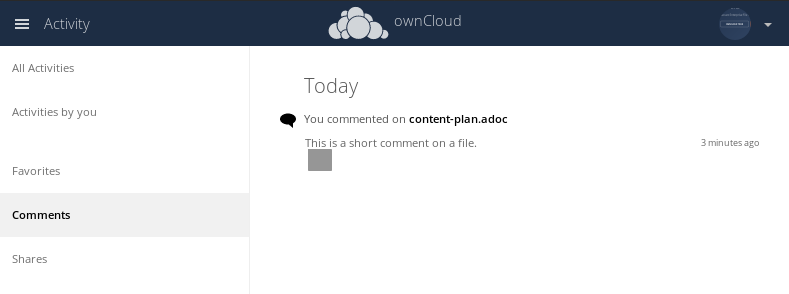 Activity
ownCloud
All Activities
Activities by you
Favorites
Comments
Shares
Today
You commented on content-plan.adoc
This is a short comment on a file.
3 minutes ago